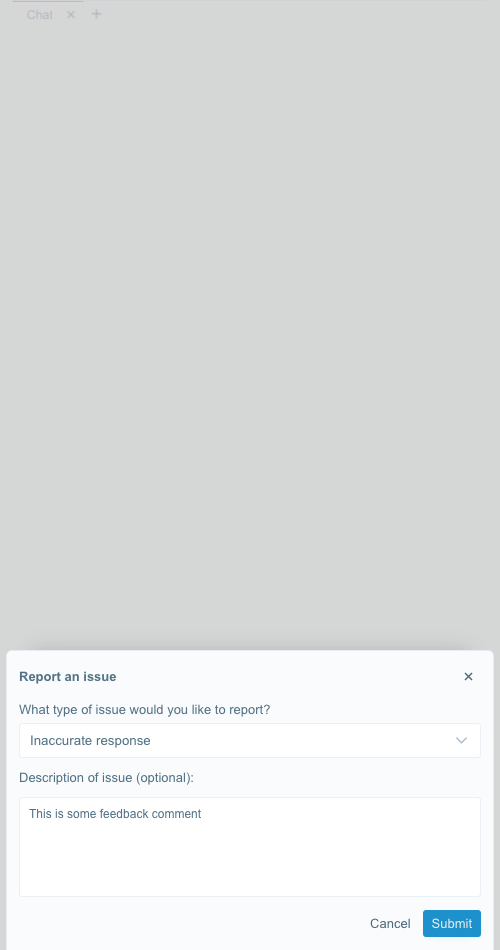 Chat × +
Report an issue ×
What type of issue would you like to report?
Inaccurate response
Description of issue (optional):
This is some feedback comment
Cancel Submit